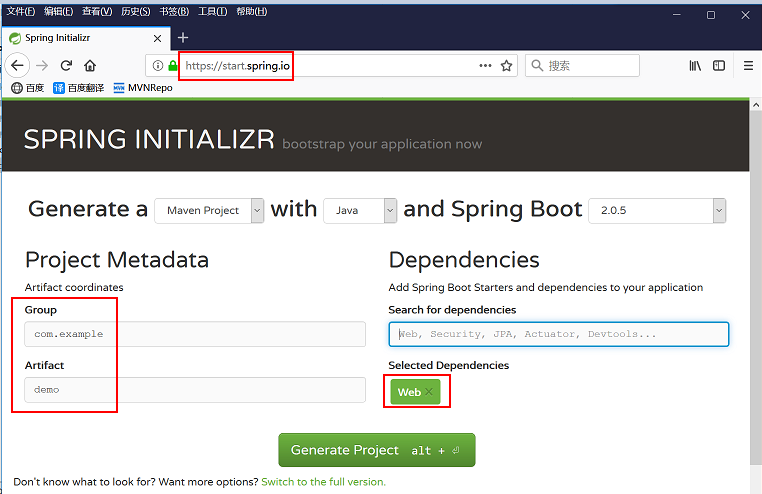 文件(F) 编辑(E) 查看(V) 历史(S) 书签(B) 工具(T) 帮助(H)
Spring Initializr
https://start.spring.io
搜索
百度 译 百度翻译 MVN MVNRepo
SPRING INITIALIZR bootstrap your application now
Generate a Maven Project with Java and Spring Boot 2.0.5
Project Metadata
Artifact coordinates
Group
com.example
Artifact
demo
Dependencies
Add Spring Boot Starters and dependencies to your application
Search for dependencies
Web, Security, JPA, Actuator, Devtools...
Selected Dependencies
Web ×
Generate Project alt + ⏎
Don't know what to look for? Want more options? Switch to the full version.